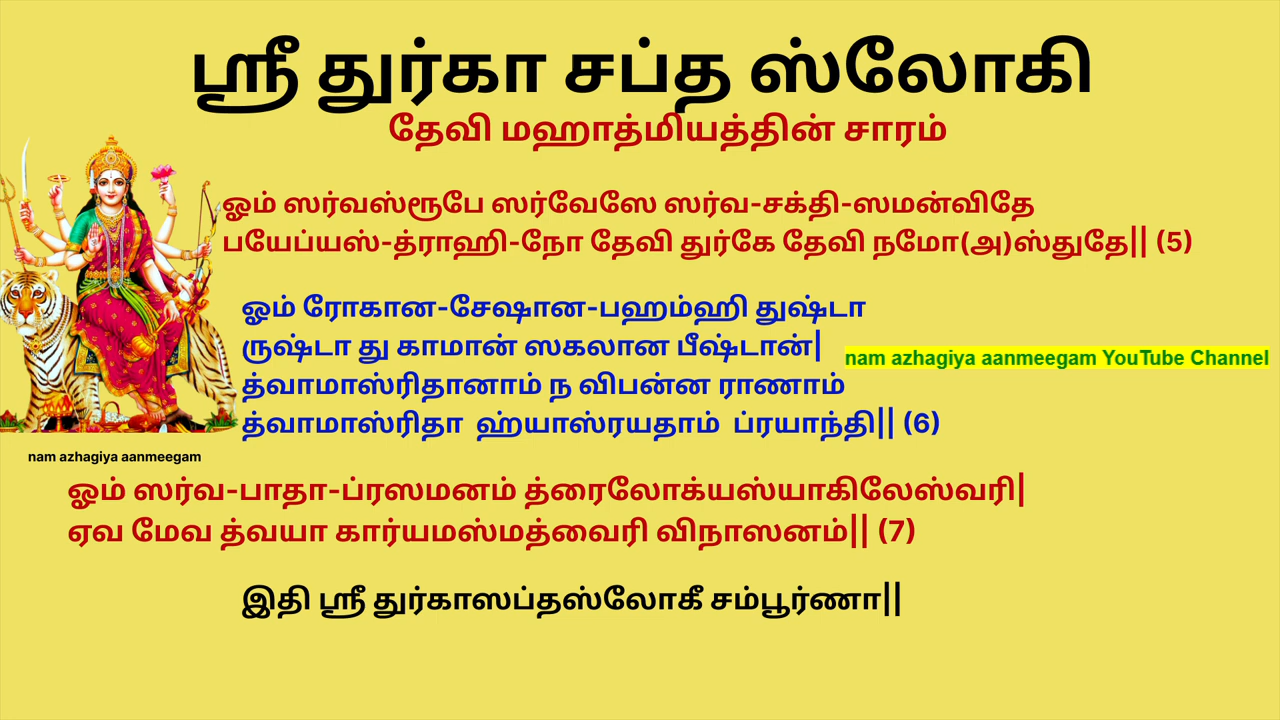 ஸ்ரீ துர்கா சப்த ஸ்லோகி
தேவி மஹாத்மியத்தின் சாரம்
ஓம் ஸர்வஸ்ரூபே ஸர்வேஸே ஸர்வ-சக்தி-ஸமன்விதே
பயேப்யஸ்-த்ராஹி-நோ தேவி துர்கே தேவி நமோ(அ)ஸ்துதே|| (5)
ஓம் ரோகான-சேஷான-பஹம்ஹி துஷ்டா
ருஷ்டா து காமான் ஸகலான பீஷ்டான்|
த்வாமாஸ்ரிதானாம் ந விபன்ன ராணாம்
த்வாமாஸ்ரிதா ஹ்யாஸ்ரயதாம் ப்ரயாந்தி|| (6)
nam azhagiya aanmeegam YouTube Channel
nam azhagiya aanmeegam
ஓம் ஸர்வ-பாதா-ப்ரஸமனம் த்ரைலோக்யஸ்யாகிலேஸ்வரி|
ஏவ மேவ த்வயா கார்யமஸ்மத்வைரி விநாஸனம்|| (7)
இதி ஸ்ரீ துர்காஸப்தஸ்லோகீ சம்பூர்ணா||